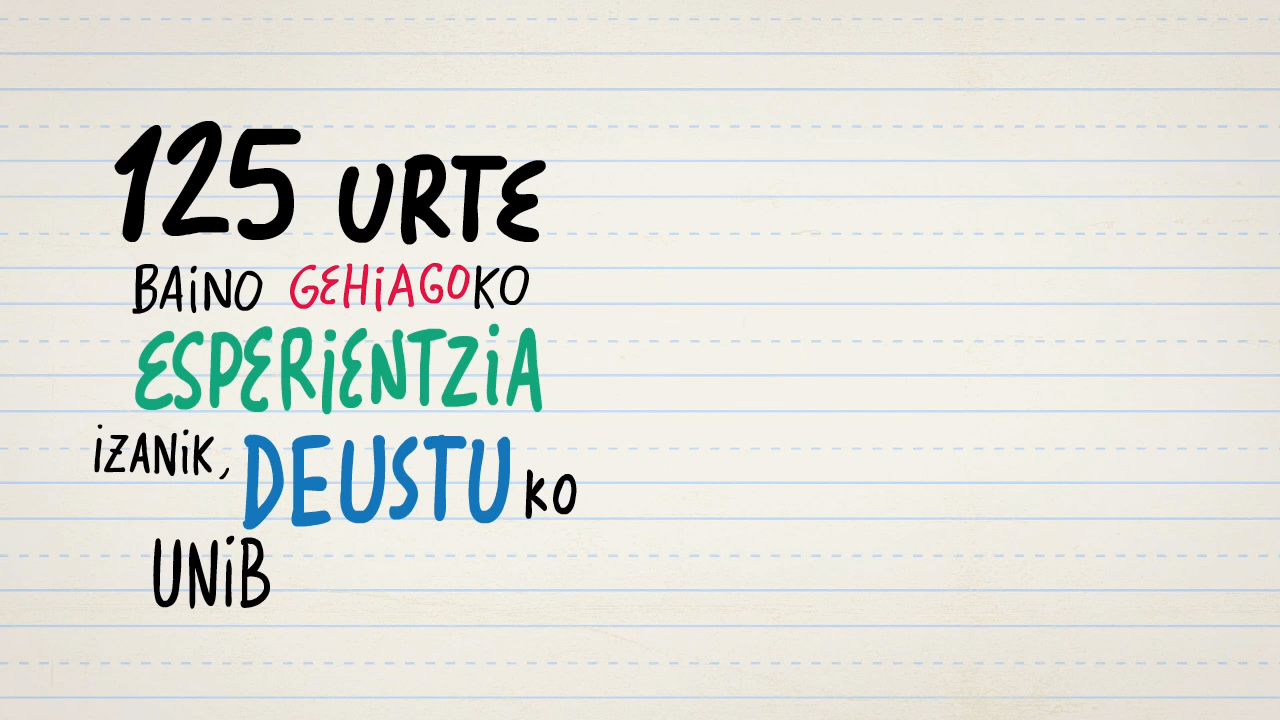 125 URTE
BAiNO GEHiAGOKO
ESPERiENTZiA
iZANiK, DEUSTUKO
UNiB